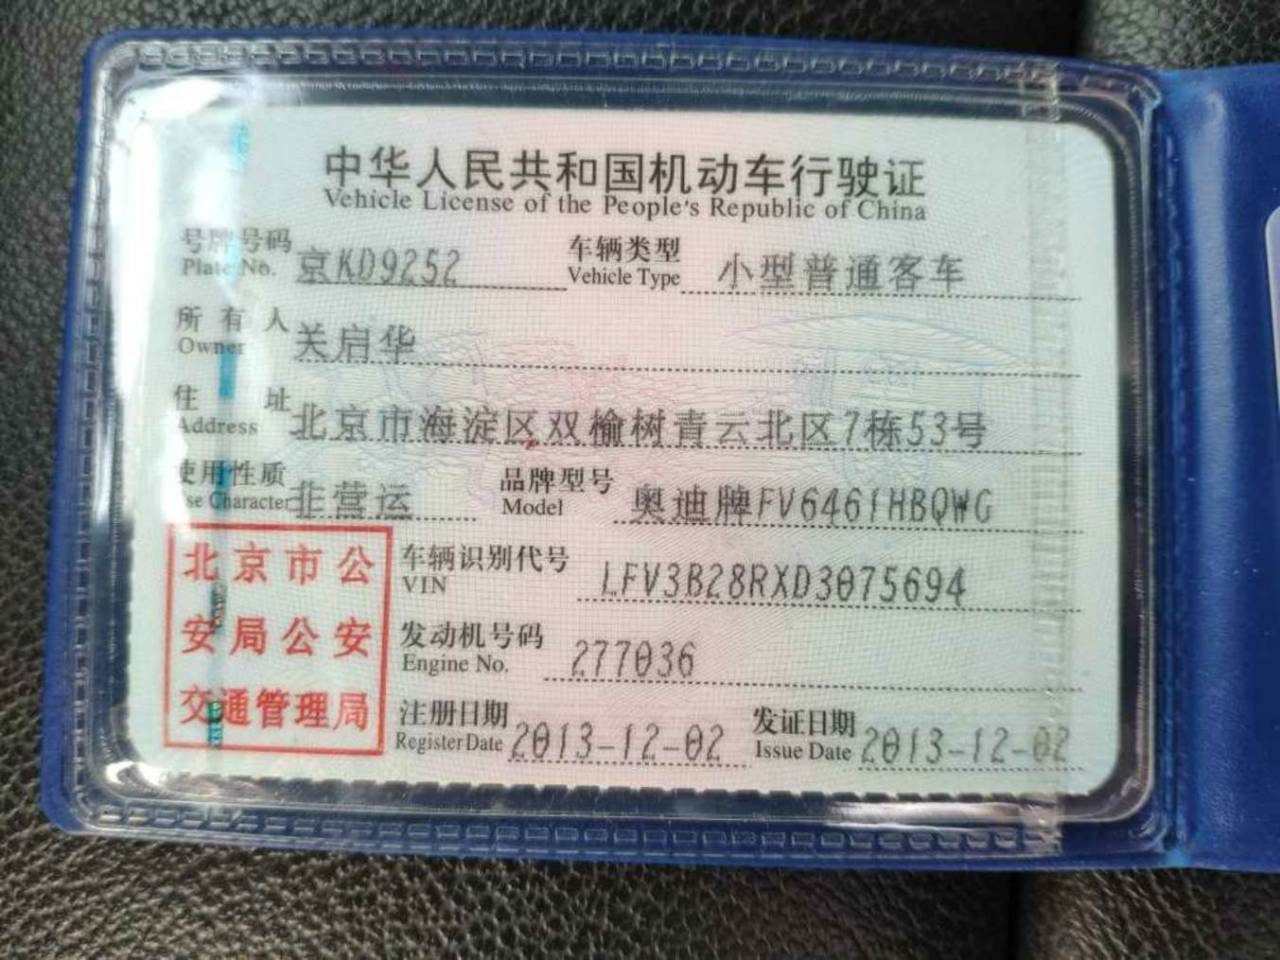 中华人民共和国机动车行驶证
Vehicle License of the People's Republic of China
号牌号码 京KD9252 车辆类型 小型普通客车
Plate No. Vehicle Type
所有人 关启华
Owner
住址 北京市海淀区双榆树青云北区7栋53号
Address
使用性质 非营运 品牌型号 奥迪牌FV6461HBQWG
Use Character Model
车辆识别代号 LFV3B28RXD3075694
VIN
发动机号码 277036
Engine No.
注册日期 2013-12-02 发证日期 2013-12-02
Register Date Issue Date
北京市公
安局公安
交通管理局